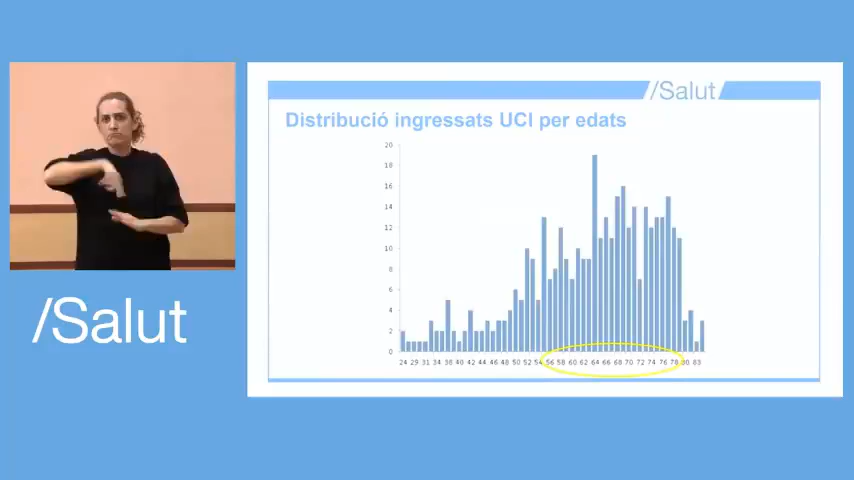 /Salut
Distribució ingressats UCI per edats
20
18
16
14
12
10
8
6
4
2
0
24 29 31 34 36 38 40 42 44 46 48 50 52 54 56 58 60 62 64 66 68 70 72 74 76 78 80 83
/Salut